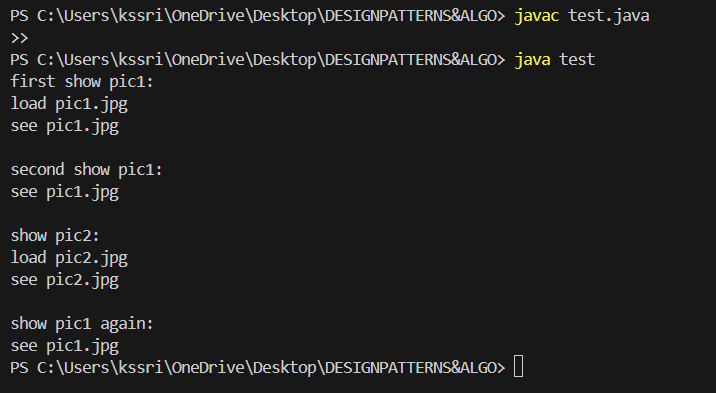 PS C:\Users\kssri\OneDrive\Desktop\DESIGNPATTERNS&ALGO> javac test.java
>>
PS C:\Users\kssri\OneDrive\Desktop\DESIGNPATTERNS&ALGO> java test
first show pic1:
load pic1.jpg
see pic1.jpg

second show pic1:
see pic1.jpg

show pic2:
load pic2.jpg
see pic2.jpg

show pic1 again:
see pic1.jpg
PS C:\Users\kssri\OneDrive\Desktop\DESIGNPATTERNS&ALGO>